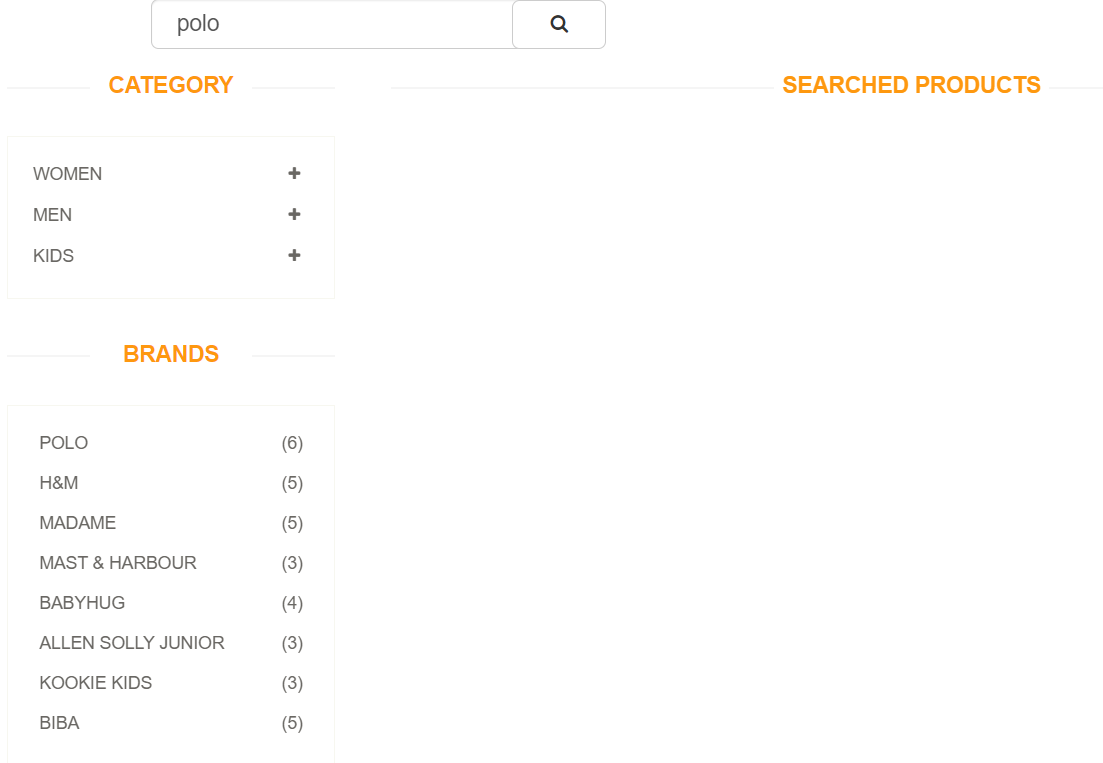 polo
CATEGORY
SEARCHED PRODUCTS
WOMEN
MEN
KIDS
BRANDS
POLO (6)
H&M (5)
MADAME (5)
MAST & HARBOUR (3)
BABYHUG (4)
ALLEN SOLLY JUNIOR (3)
KOOKIE KIDS (3)
BIBA (5)